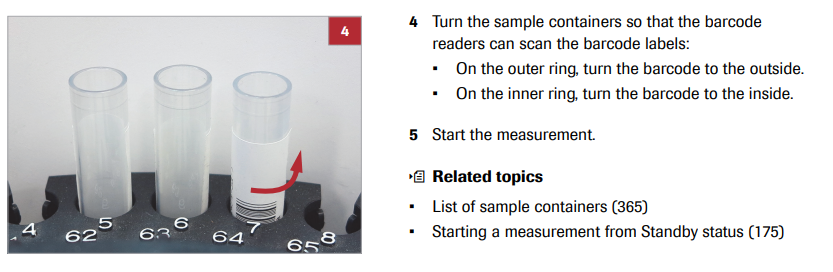 4
4 5 6 7 8
62 63 64 65
4 Turn the sample containers so that the barcode
readers can scan the barcode labels:
▪ On the outer ring, turn the barcode to the outside.
▪ On the inner ring, turn the barcode to the inside.
5 Start the measurement.
Related topics
▪ List of sample containers (365)
▪ Starting a measurement from Standby status (175)